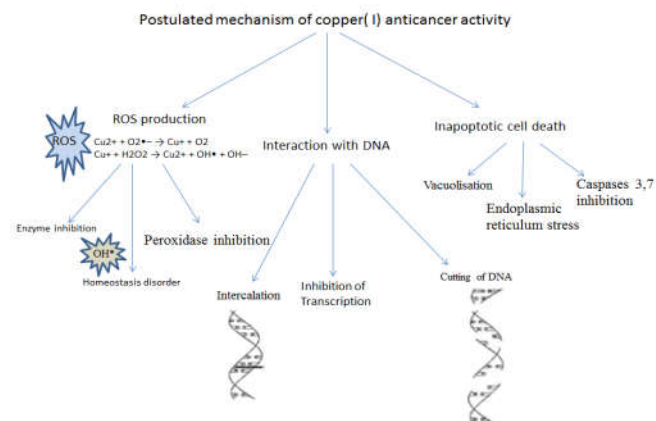 Postulated mechanism of copper( I) anticancer activity
ROS production
ROS
Cu2+ + O2•− → Cu+ + O2
Cu+ + H2O2 → Cu2+ + OH• + OH−
Interaction with DNA
Inapoptotic cell death
Vacuolisation
Endoplasmic
reticulum stress
Caspases 3,7
inhibition
Enzyme inhibition
OH•
Homeostasis disorder
Peroxidase inhibition
Intercalation
Inhibition of
Transcription
Cutting of DNA